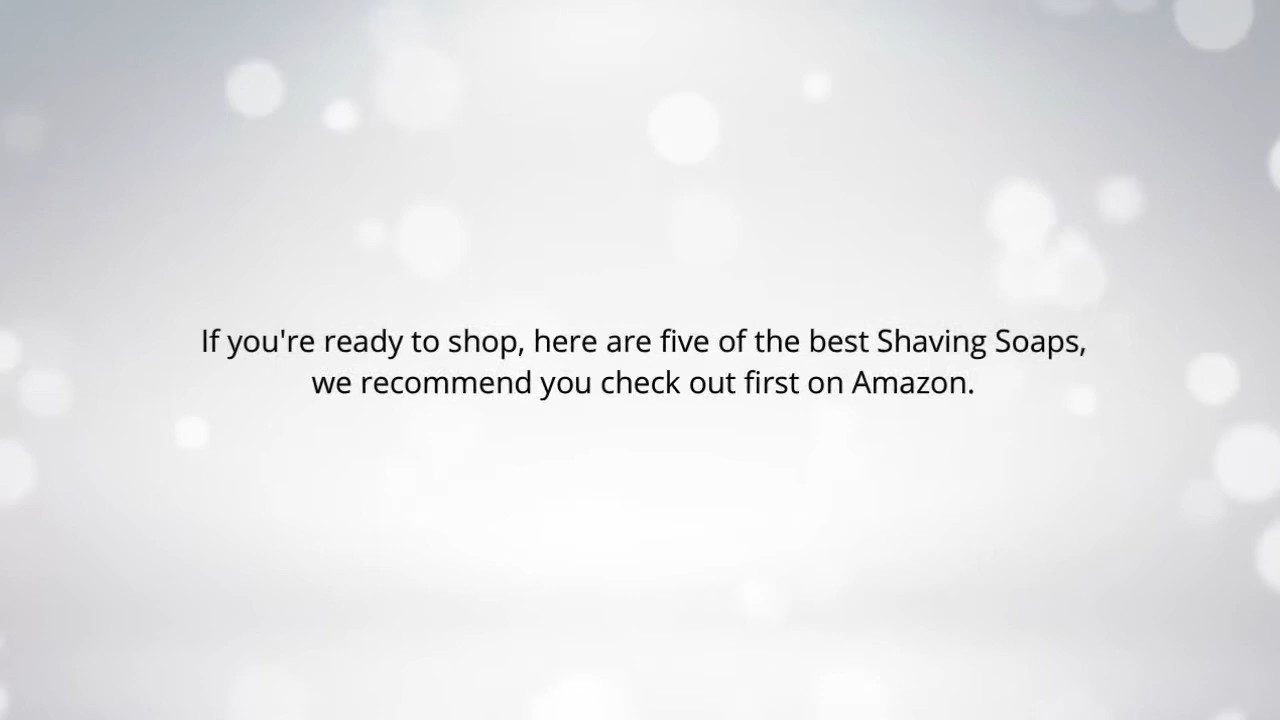 If you're ready to shop, here are five of the best Shaving Soaps,
we recommend you check out first on Amazon.